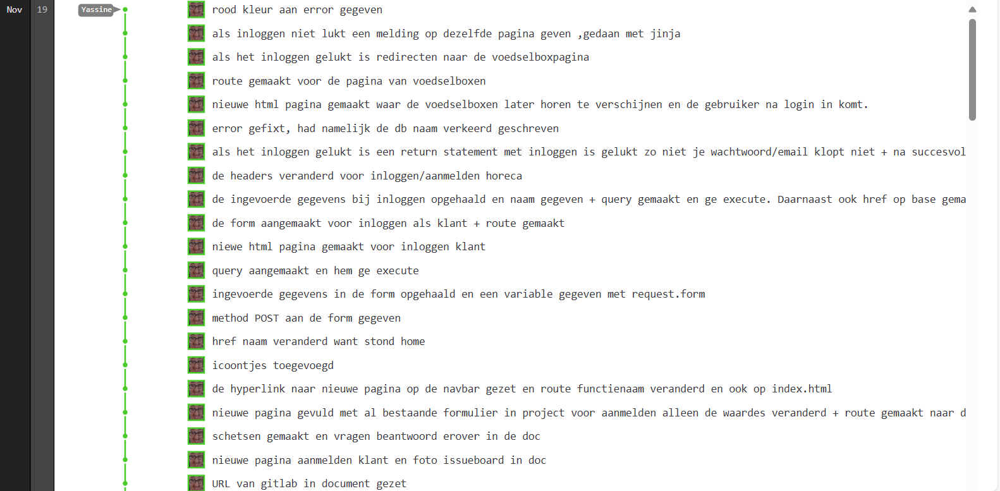 Nov 19 Yassine rood kleur aan error gegeven
als inloggen niet lukt een melding op dezelfde pagina geven ,gedaan met jinja
als het inloggen gelukt is redirecten naar de voedselboxpagina
route gemaakt voor de pagina van voedselboxen
nieuwe html pagina gemaakt waar de voedselboxen later horen te verschijnen en de gebruiker na login in komt.
error gefixt, had namelijk de db naam verkeerd geschreven
als het inloggen gelukt is een return statement met inloggen is gelukt zo niet je wachtwoord/email klopt niet + na succesvol
de headers veranderd voor inloggen/aanmelden horeca
de ingevoerde gegevens bij inloggen opgehaald en naam gegeven + query gemaakt en ge execute. Daarnaast ook href op base gema
de form aangemaakt voor inloggen als klant + route gemaakt
niewe html pagina gemaakt voor inloggen klant
query aangemaakt en hem ge execute
ingevoerde gegevens in de form opgehaald en een variable gegeven met request.form
method POST aan de form gegeven
href naam veranderd want stond home
icoontjes toegevoegd
de hyperlink naar nieuwe pagina op de navbar gezet en route functienaam veranderd en ook op index.html
nieuwe pagina gevuld met al bestaande formulier in project voor aanmelden alleen de waardes veranderd + route gemaakt naar d
schetsen gemaakt en vragen beantwoord erover in de doc
nieuwe pagina aanmelden klant en foto issueboard in doc
URL van gitlab in document gezet